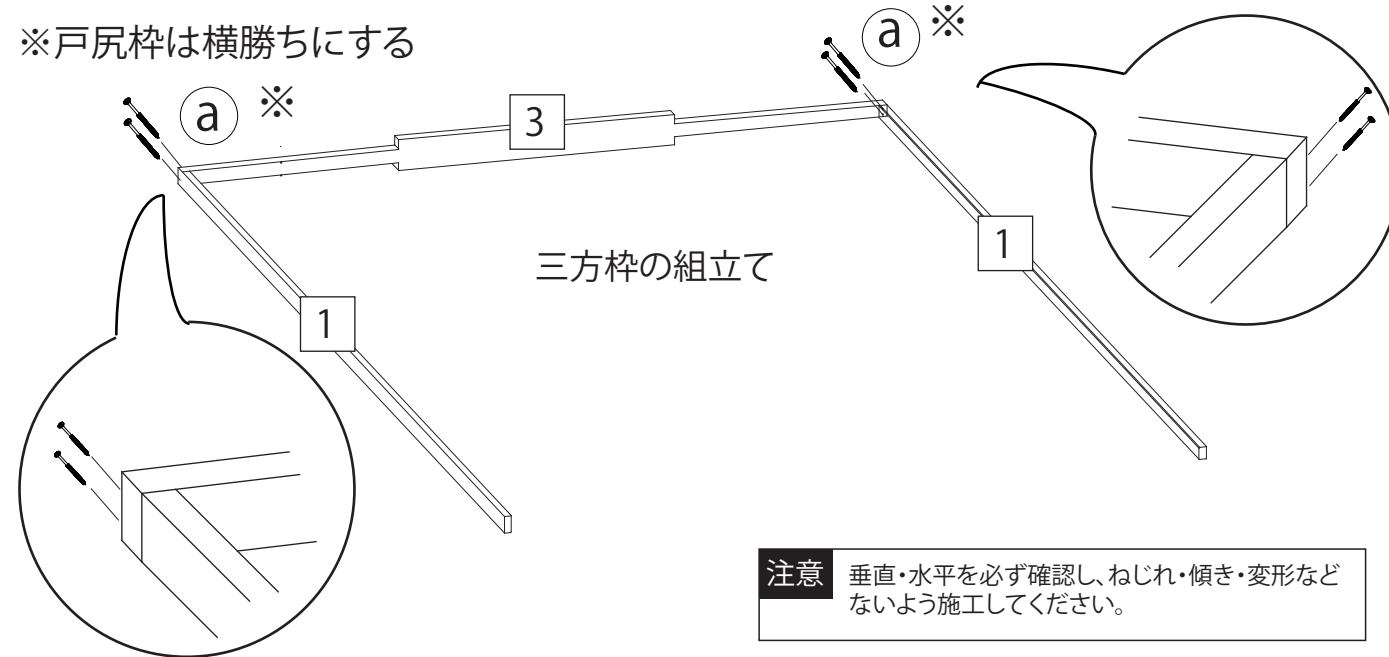 ※戸尻枠は横勝ちにする
a ※
a ※
3
1
三方枠の組立て
1
注意 垂直・水平を必ず確認し、ねじれ・傾き・変形など
ないよう施工してください。